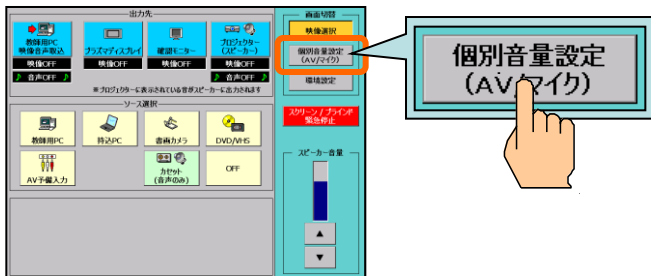 出力先
教師用PC
映像音声取込
プラズマディスプレイ
確認モニター
プロジェクター
(スピーカー)
映像OFF
映像OFF
映像OFF
映像OFF
♪ 音声OFF ♪
♪ 音声OFF ♪
※プロジェクターに表示されている音がスピーカーに出力されます
ソース選択
教師用PC
持込PC
書画カメラ
DVD/VHS
AV予備入力
カセット
(音声のみ)
OFF
画面切替
映像選択
個別音量設定
(AV/マイク)
環境設定
スクリーン / ブラインド
緊急停止
スピーカー音量
▲
▼
個別音量設定
(AV/マイク)